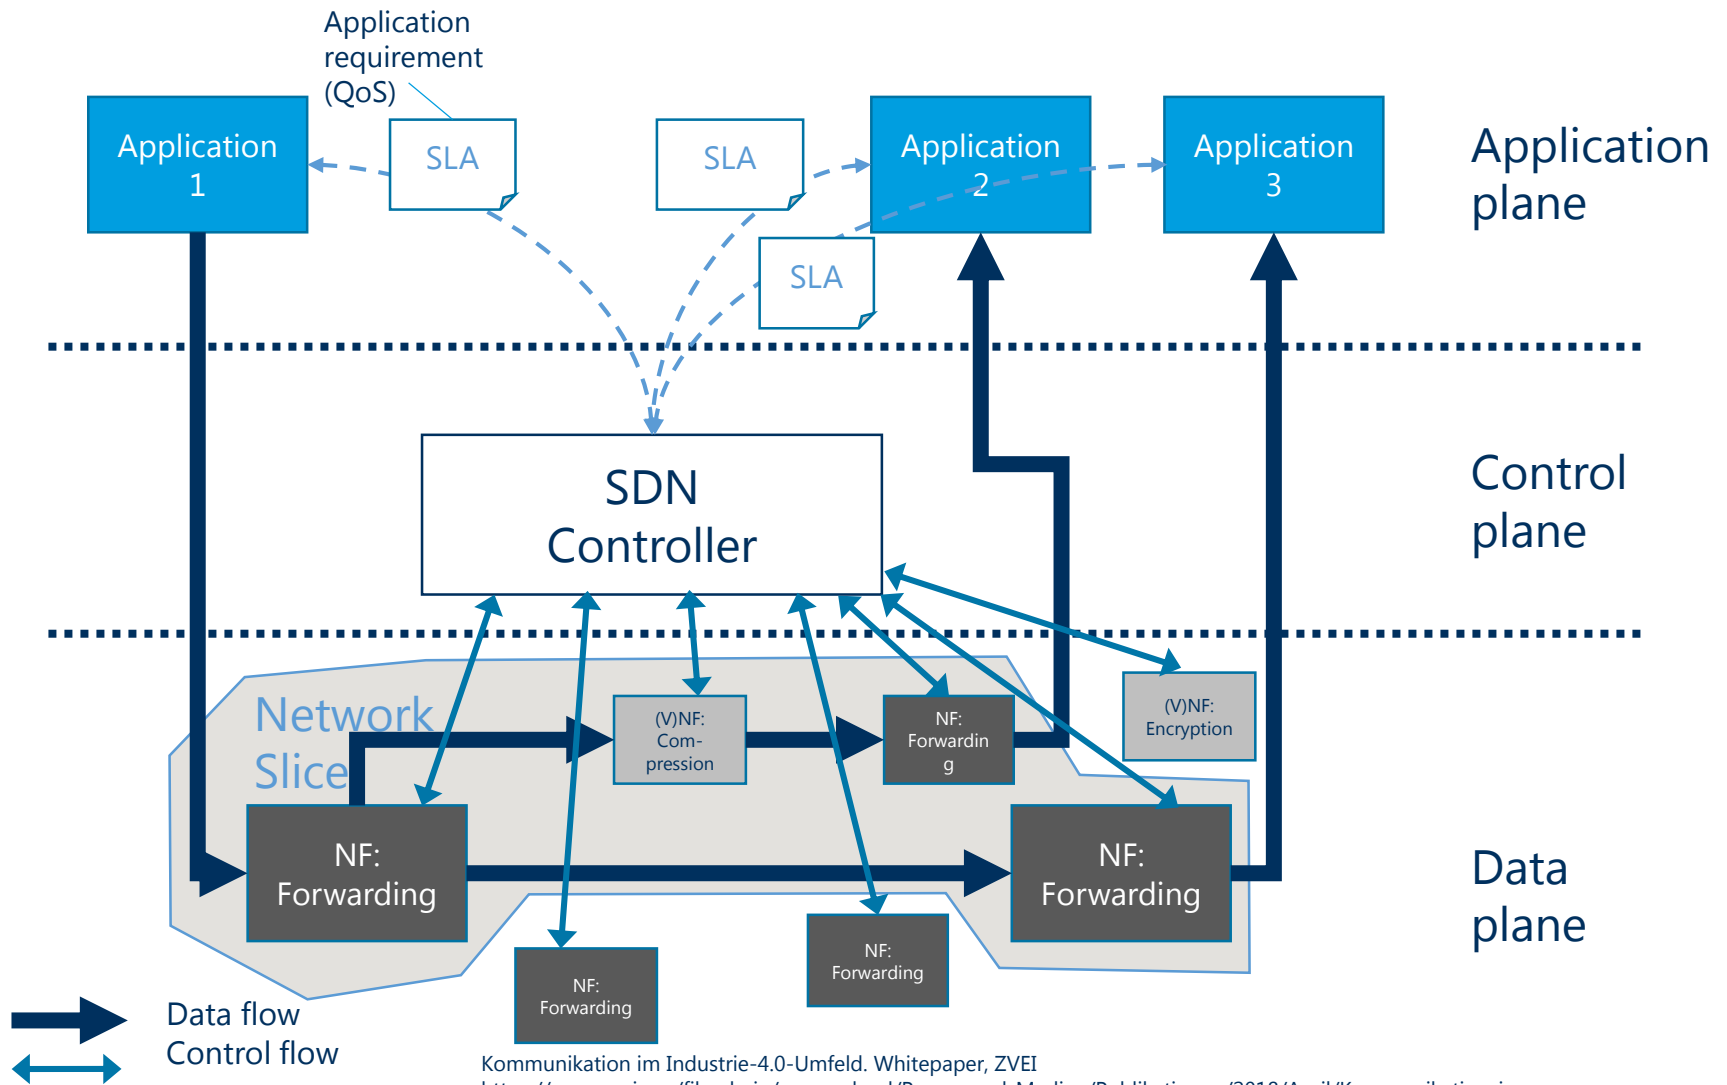 Application
requirement
(QoS)
Application
1
SLA
SLA
Application
2
Application
3
Application
plane
SLA
SDN
Controller
Control
plane
Network
Slice
(V)NF:
Com-
pression
NF:
Forwardin
g
(V)NF:
Encryption
NF:
Forwarding
NF:
Forwarding
Data
plane
NF:
Forwarding
NF:
Forwarding
Data flow
Control flow
Kommunikation im Industrie-4.0-Umfeld. Whitepaper, ZVEI